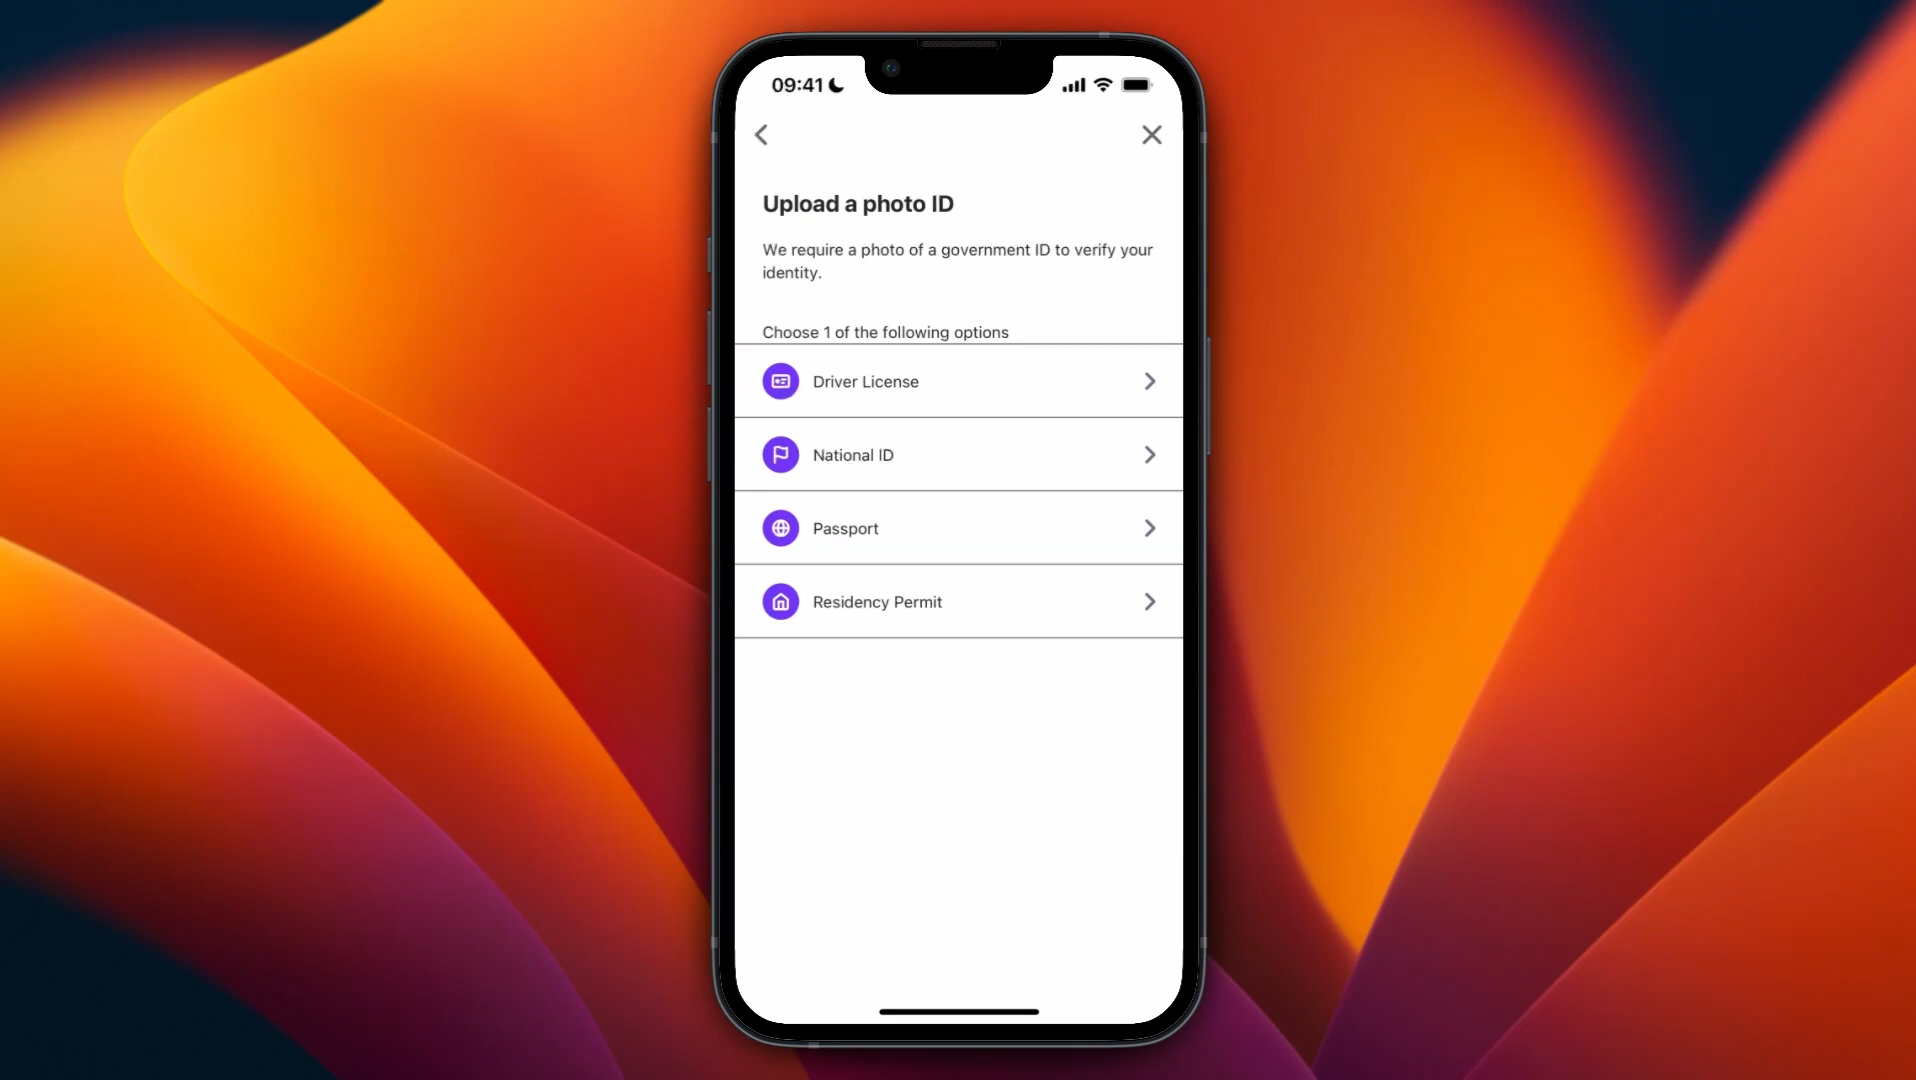 09:41
Upload a photo ID
We require a photo of a government ID to verify your
identity.
Choose 1 of the following options
Driver License
National ID
Passport
Residency Permit